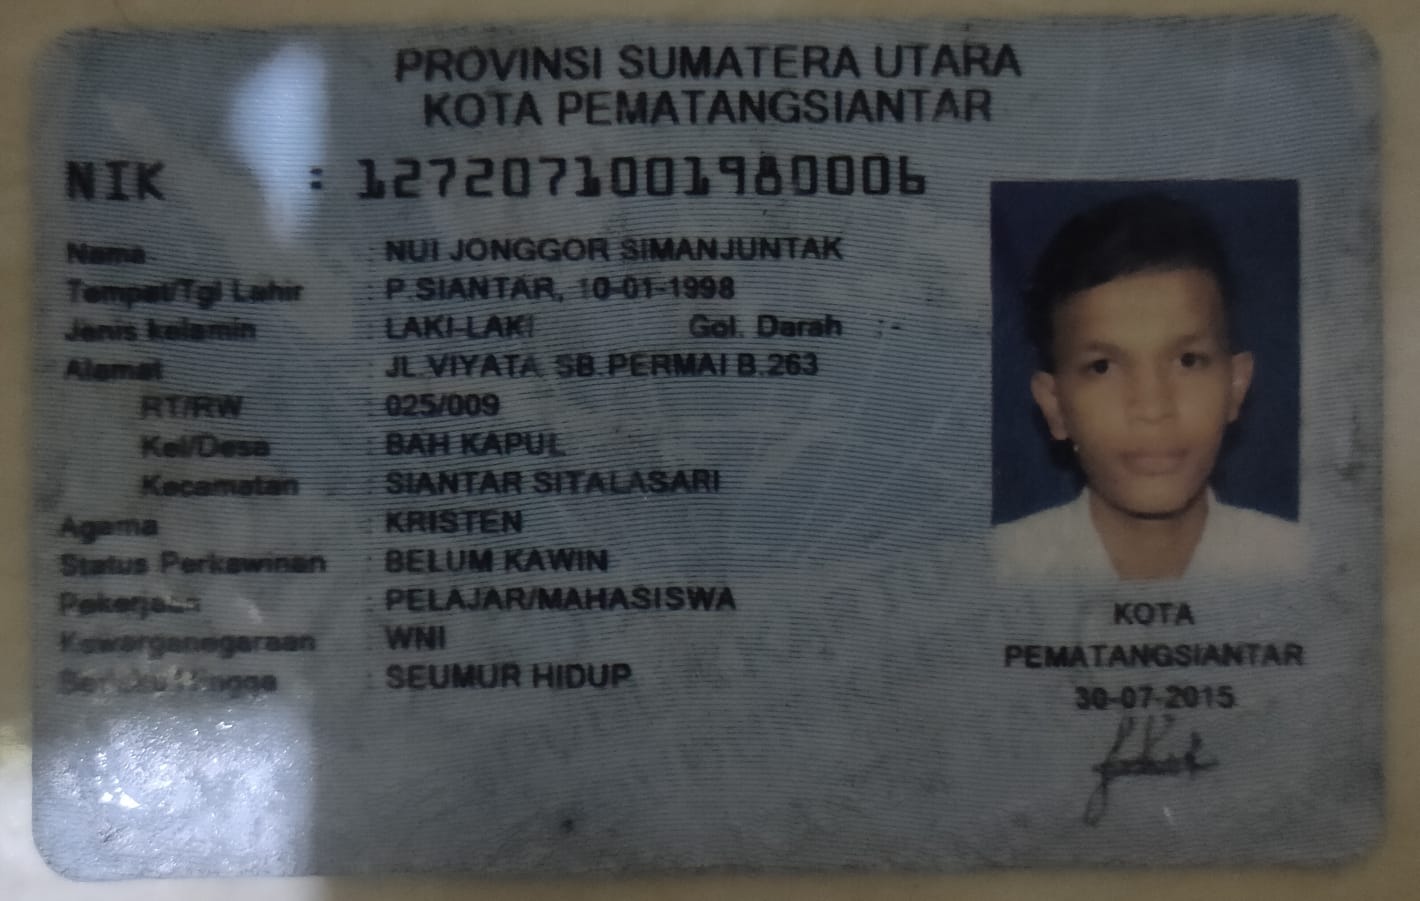 PROVINSI SUMATERA UTARA
KOTA PEMATANGSIANTAR
NIK : 1272071001980006
Nama : NUI JONGGOR SIMANJUNTAK
Tempat/Tgl Lahir : P.SIANTAR, 10-01-1998
Jenis kelamin : LAKI-LAKI Gol. Darah : -
Alamat : JL.VIYATA SB.PERMAI B.263
RT/RW : 025/009
Kel/Desa : BAH KAPUL
Kecamatan : SIANTAR SITALASARI
Agama : KRISTEN
Status Perkawinan : BELUM KAWIN
Pekerjaan : PELAJAR/MAHASISWA
Kewarganegaraan : WNI
Berlaku Hingga : SEUMUR HIDUP
KOTA
PEMATANGSIANTAR
30-07-2015